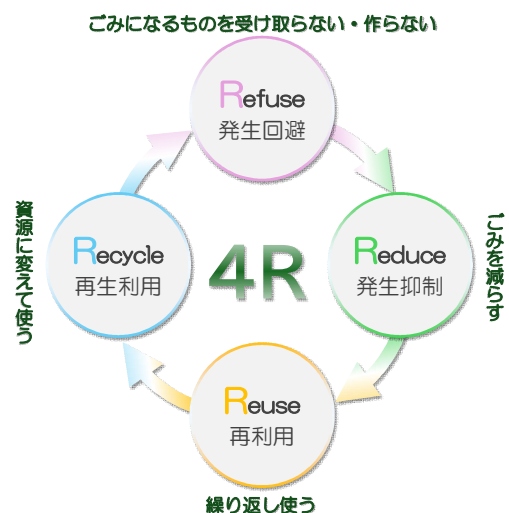 ごみになるものを受け取らない・作らない
Refuse
発生回避
資源に変えて使う
Recycle
再生利用
4R
Reduce
発生抑制
ごみを減らす
Reuse
再利用
繰り返し使う